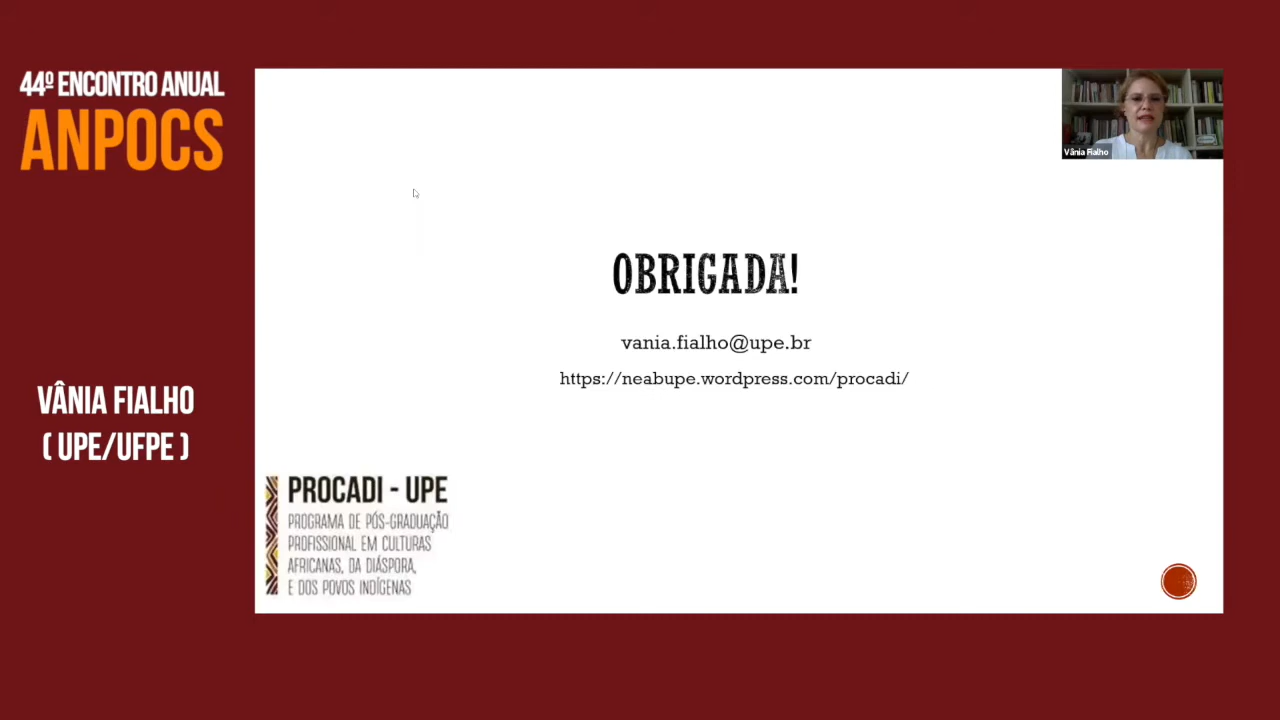 44º ENCONTRO ANUAL
ANPOCS
VÂNIA FIALHO
( UPE/UFPE )
Vânia Fialho
OBRIGADA!
vania.fialho@upe.br
https://neabupe.wordpress.com/procadi/
PROCADI - UPE
PROGRAMA DE PÓS-GRADUAÇÃO
PROFISSIONAL EM CULTURAS
AFRICANAS, DA DIÁSPORA,
E DOS POVOS INDÍGENAS